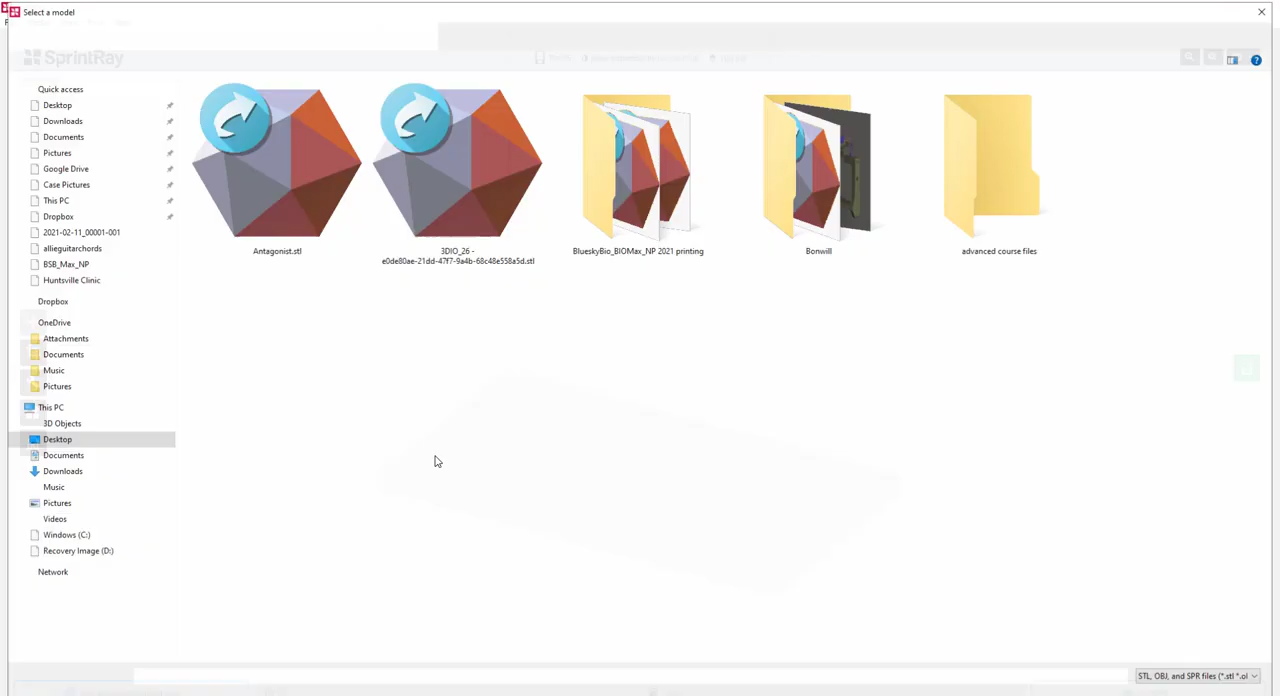 Select a model
SprintRay
Quick access
Desktop
Downloads
Documents
Pictures
Google Drive
Case Pictures
This PC
Dropbox
2021-02-11_00001-001
allieguitarchords
BSB_Max_NP
Huntsville Clinic
Dropbox
OneDrive
Attachments
Documents
Music
Pictures
This PC
3D Objects
Desktop
Documents
Downloads
Music
Pictures
Videos
Windows (C:)
Recovery Image (D:)
Network
Antagonist.stl
3DIO_26 -
e0de80ae-21dd-47f7-9a4b-68c48e558a5d.stl
BlueskyBio_BIOMax_NP 2021 printing
Bonwill
advanced course files
STL, OBJ, and SPR files (*.stl *.ol